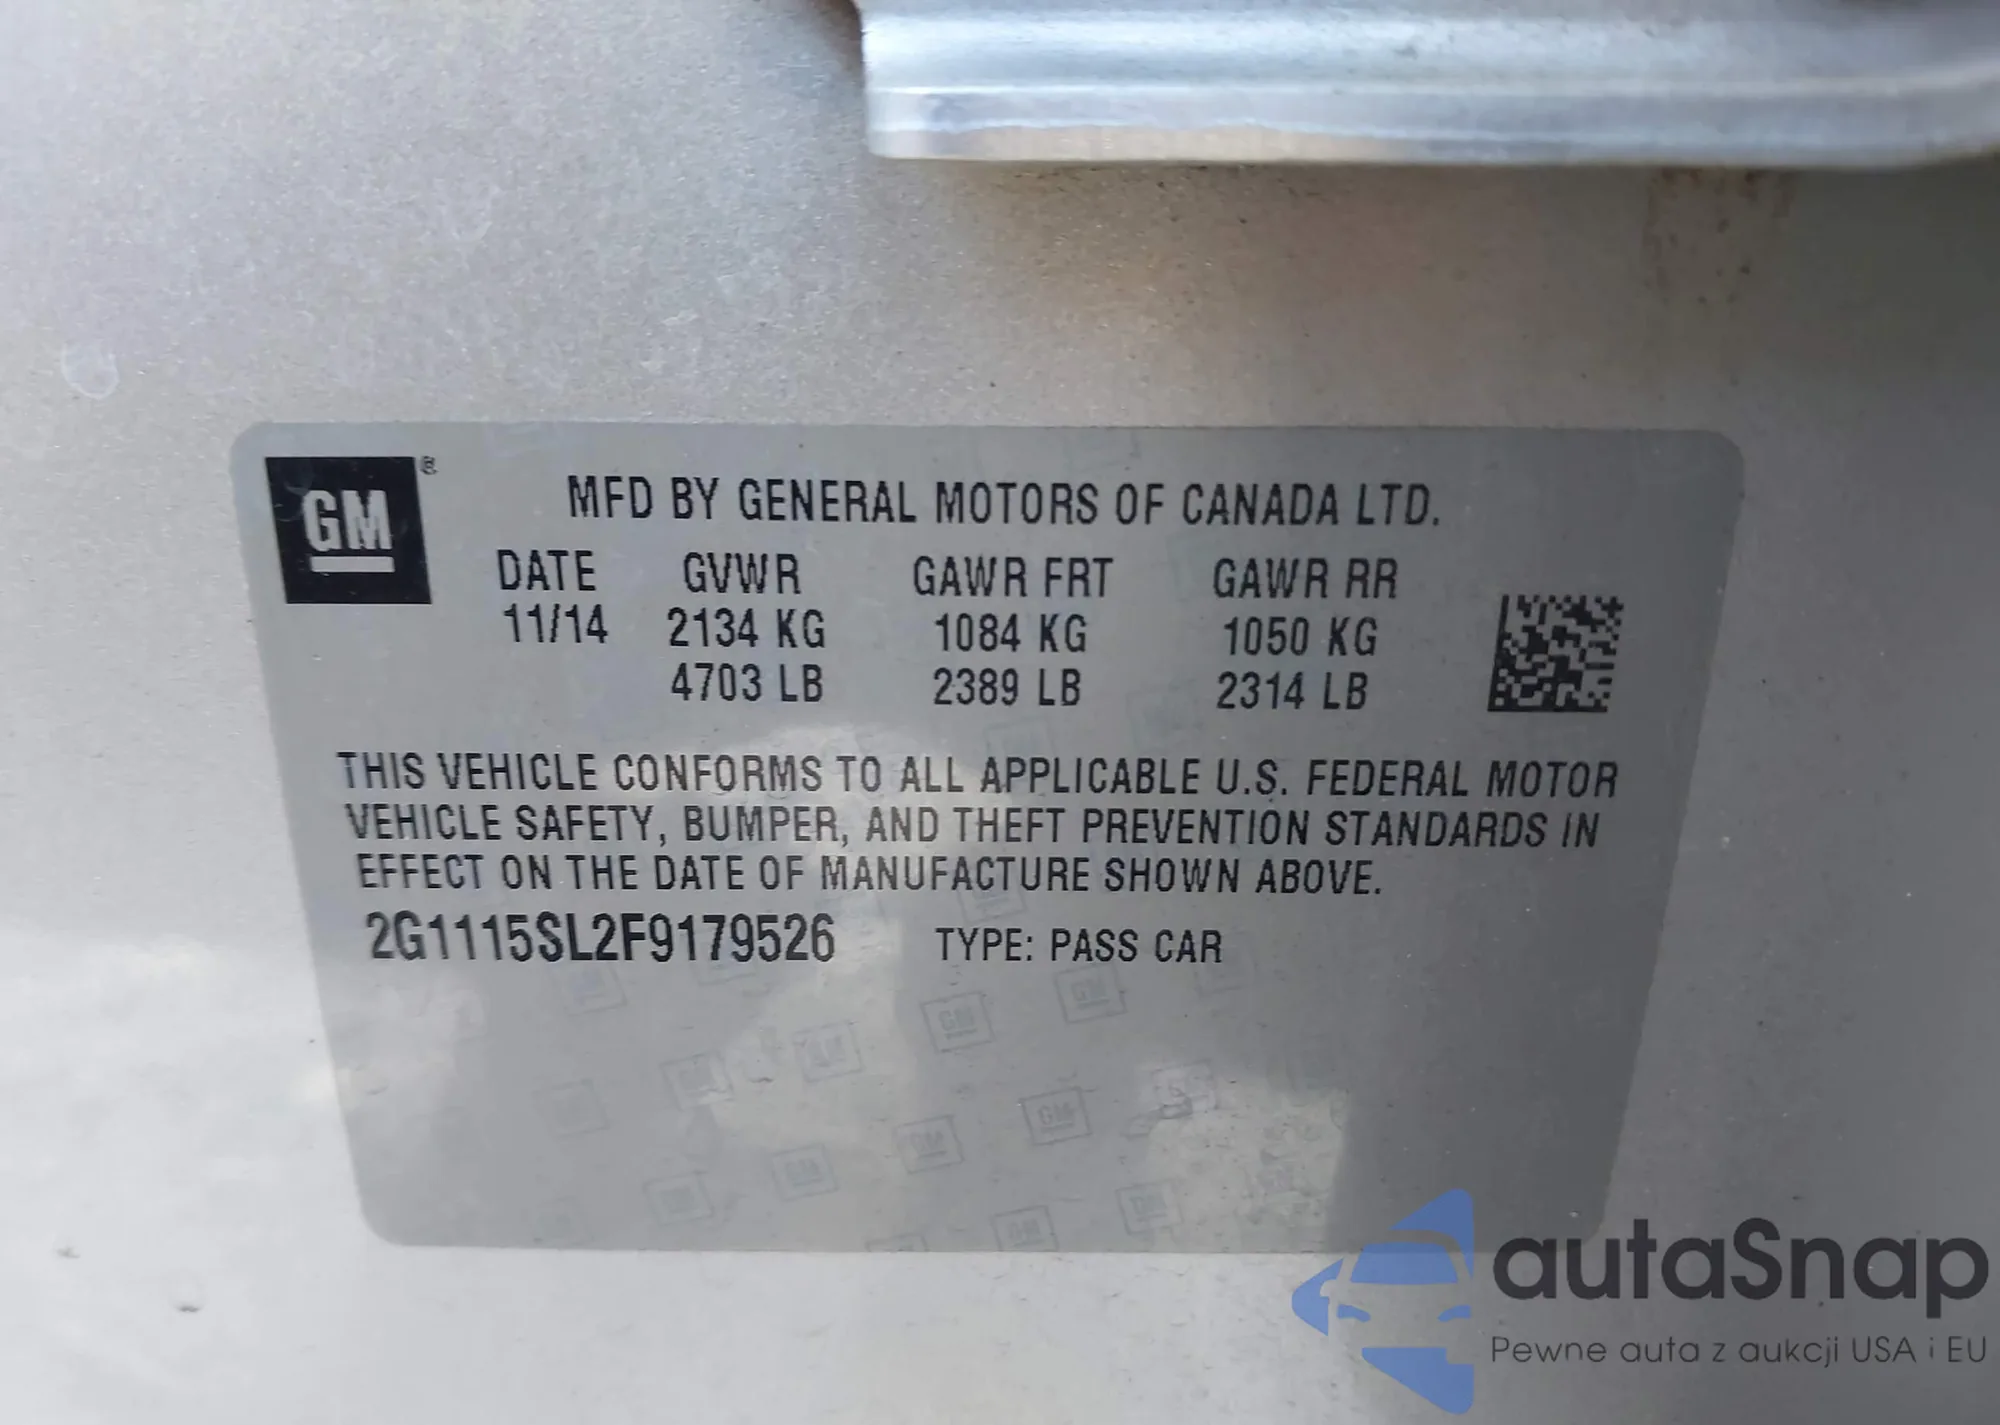 GM®
MFD BY GENERAL MOTORS OF CANADA LTD.
DATE GVWR GAWR FRT GAWR RR
11/14 2134 KG 1084 KG 1050 KG
4703 LB 2389 LB 2314 LB
THIS VEHICLE CONFORMS TO ALL APPLICABLE U.S. FEDERAL MOTOR
VEHICLE SAFETY, BUMPER, AND THEFT PREVENTION STANDARDS IN
EFFECT ON THE DATE OF MANUFACTURE SHOWN ABOVE.
2G1115SL2F9179526 TYPE: PASS CAR
autaSnap
Pewne auta z aukcji USA i EU